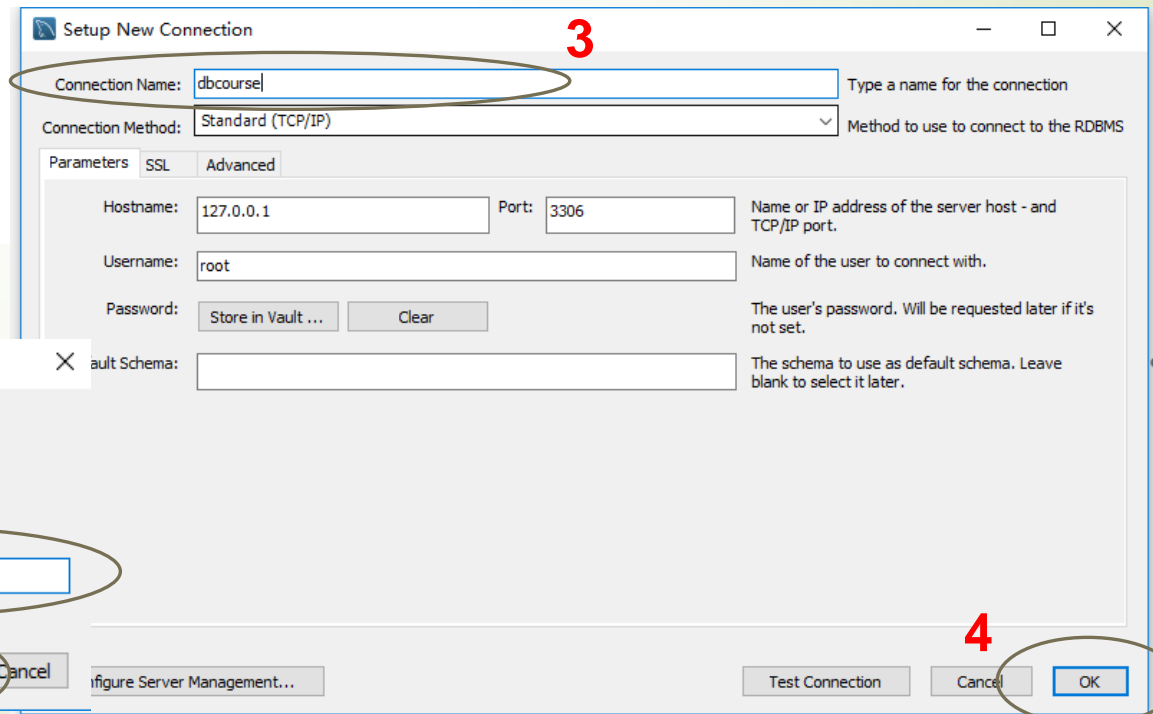 Setup New Connection
3
Connection Name: dbcourse Type a name for the connection
Connection Method: Standard (TCP/IP) Method to use to connect to the RDBMS
Parameters SSL Advanced
Hostname: 127.0.0.1 Port: 3306 Name or IP address of the server host - and
TCP/IP port.
Username: root Name of the user to connect with.
Password: Store in Vault ... Clear The user's password. Will be requested later if it's
not set.
ault Schema: The schema to use as default schema. Leave
blank to select it later.
4
Cancel nfigure Server Management... Test Connection Cancel OK